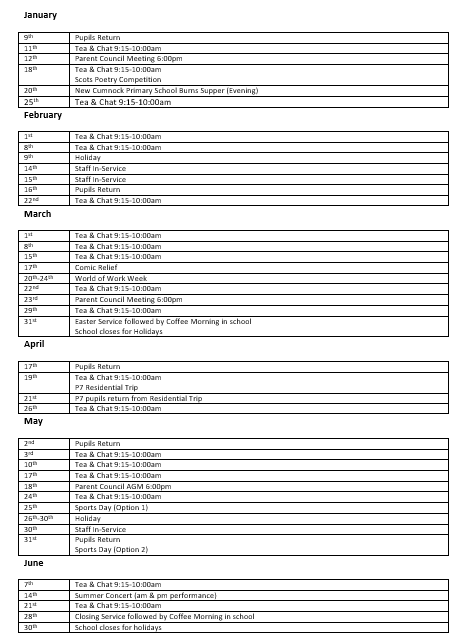 January
9th Pupils Return
11th Tea & Chat 9:15-10:00am
12th Parent Council Meeting 6:00pm
18th Tea & Chat 9:15-10:00am
Scots Poetry Competition
20th New Cumnock Primary School Burns Supper (Evening)
25th Tea & Chat 9:15-10:00am
February
1st Tea & Chat 9:15-10:00am
8th Tea & Chat 9:15-10:00am
9th Holiday
14th Staff In-Service
15th Staff In-Service
16th Pupils Return
22nd Tea & Chat 9:15-10:00am
March
1st Tea & Chat 9:15-10:00am
8th Tea & Chat 9:15-10:00am
15th Tea & Chat 9:15-10:00am
17th Comic Relief
20th-24th World of Work Week
22nd Tea & Chat 9:15-10:00am
23rd Parent Council Meeting 6:00pm
29th Tea & Chat 9:15-10:00am
31st Easter Service followed by Coffee Morning in school
School closes for Holidays
April
17th Pupils Return
19th Tea & Chat 9:15-10:00am
P7 Residential Trip
21st P7 pupils return from Residential Trip
26th Tea & Chat 9:15-10:00am
May
2nd Pupils Return
3rd Tea & Chat 9:15-10:00am
10th Tea & Chat 9:15-10:00am
17th Tea & Chat 9:15-10:00am
18th Parent Council AGM 6:00pm
24th Tea & Chat 9:15-10:00am
25th Sports Day (Option 1)
26th-30th Holiday
30th Staff In-Service
31st Pupils Return
Sports Day (Option 2)
June
7th Tea & Chat 9:15-10:00am
14th Summer Concert (am & pm performance)
21st Tea & Chat 9:15-10:00am
28th Closing Service followed by Coffee Morning in school
30th School closes for holidays